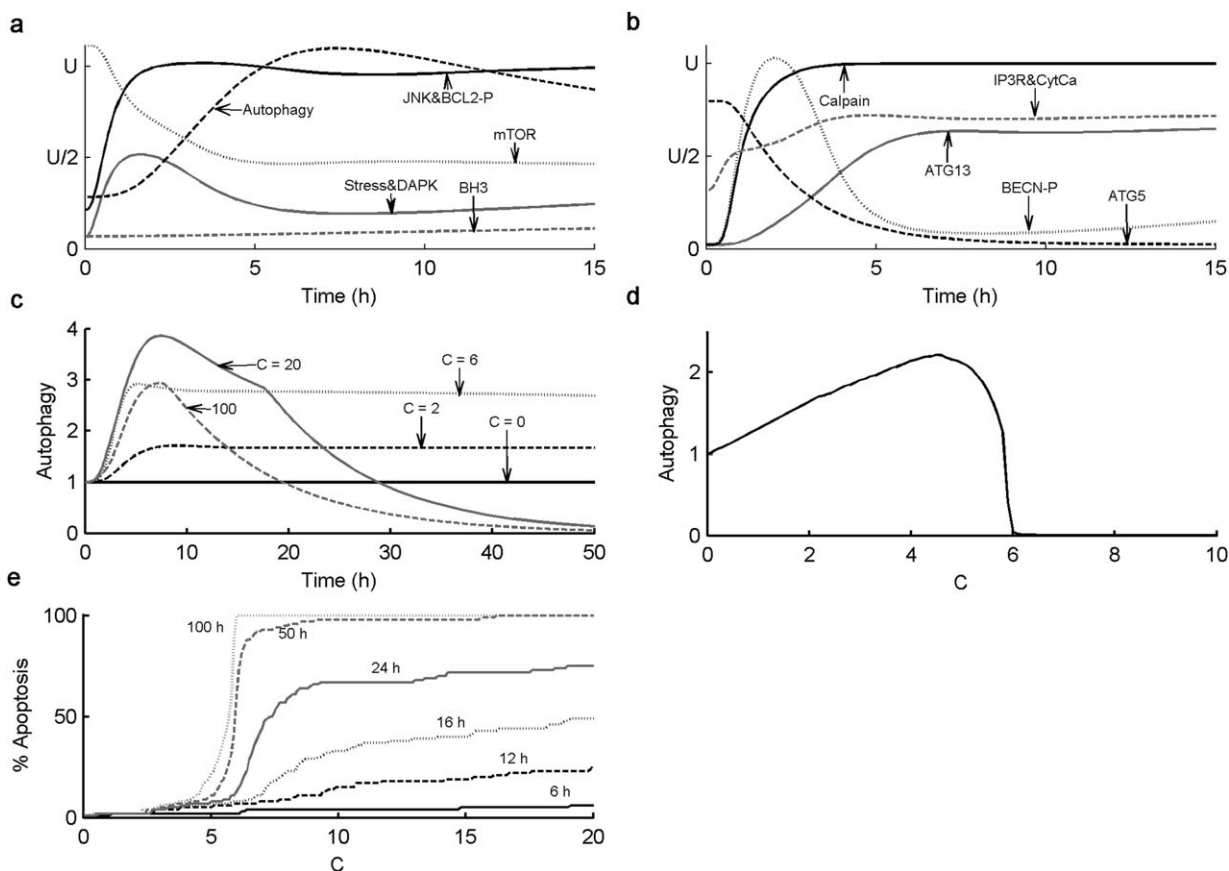 a
U
U/2
0
JNK&BCL2-P
Autophagy
mTOR
Stress&DAPK
BH3
0
5
10
15
Time (h)
b
U
U/2
0
Calpain
IP3R&CytCa
ATG13
BECN-P
ATG5
0
5
10
15
Time (h)
c
Autophagy
4
3
2
1
0
C = 20
C = 6
100
C = 2
C = 0
0
10
20
30
40
50
Time (h)
d
Autophagy
2
1
0
0
2
4
6
8
10
C
e
% Apoptosis
100
50
0
100 h
50 h
24 h
16 h
12 h
6 h
0
5
10
15
20
C